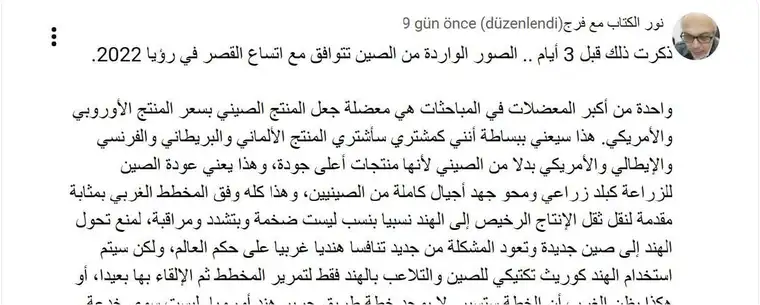 نور الكتاب مع فرج 9 gün önce (düzenlendi)
ذكرت ذلك قبل 3 أيام .. الصور الواردة من الصين تتوافق مع اتساع القصر في رؤيا 2022.
واحدة من أكبر المعضلات في المباحثات هي معضلة جعل المنتج الصيني بسعر المنتج الأوروبي
والأمريكي. هذا سيعني ببساطة أنني كمشتري سأشتري المنتج الألماني والبريطاني والفرنسي
والإيطالي والأمريكي بدلا من الصيني لأنها منتجات أعلى جودة، وهذا يعني عودة الصين
للزراعة كبلد زراعي ومحو جهد أجيال كاملة من الصينيين، وهذا كله وفق المخطط الغربي بمثابة
مقدمة لنقل ثقل الإنتاج الرخيص إلى الهند نسبيا بنسب ليست ضخمة وبتشدد ومراقبة، لمنع تحول
الهند إلى صين جديدة وتعود المشكلة من جديد تنافسا هنديا غربيا على حكم العالم، ولكن سيتم
استخدام الهند كوريث تكتيكي للصين والتلاعب بالهند فقط لتمرير المخطط ثم الإلقاء بها بعيدا، أو